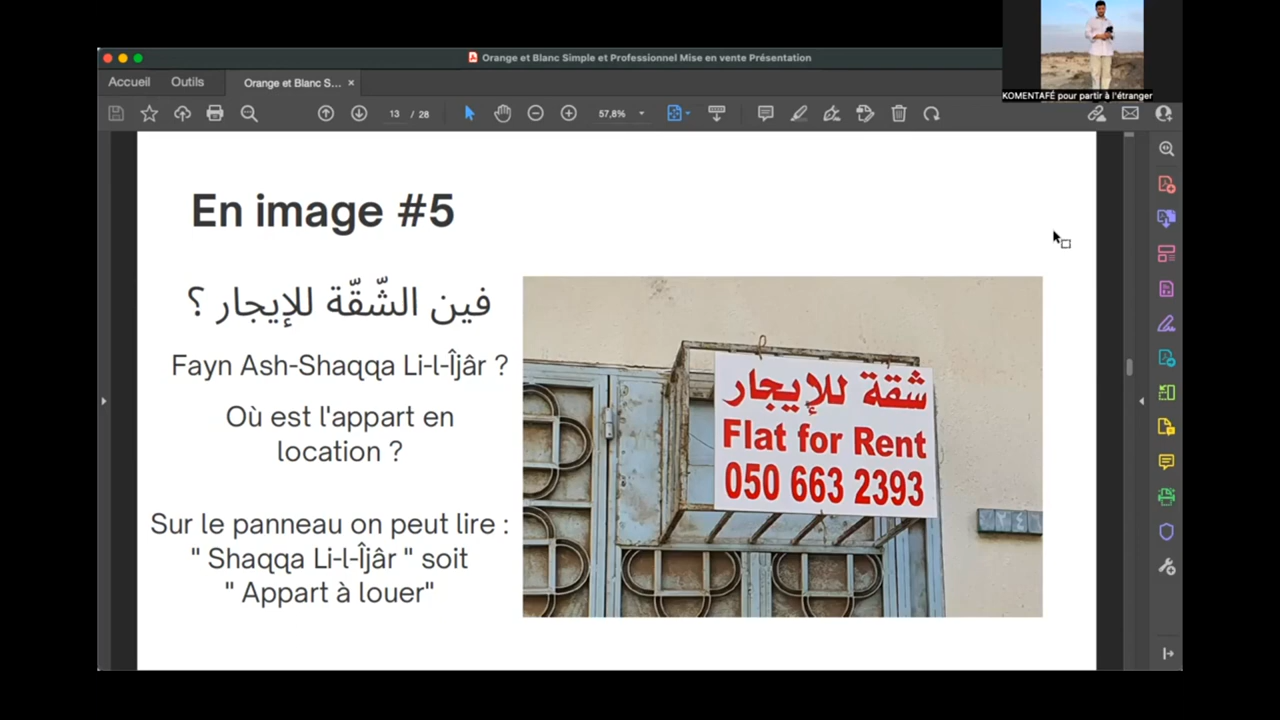 Orange et Blanc Simple et Professionnel Mise en vente Présentation
KOMENTAFÉ pour partir à l'étranger
Accueil Outils Orange et Blanc S... ×
13 / 28 57,8%
En image #5
فين الشّقّة للإيجار ؟
Fayn Ash-Shaqqa Li-l-Îjâr ?
Où est l'appart en
location ?
Sur le panneau on peut lire :
" Shaqqa Li-l-Îjâr " soit
" Appart à louer"
شقة للإيجار
Flat for Rent
050 663 2393